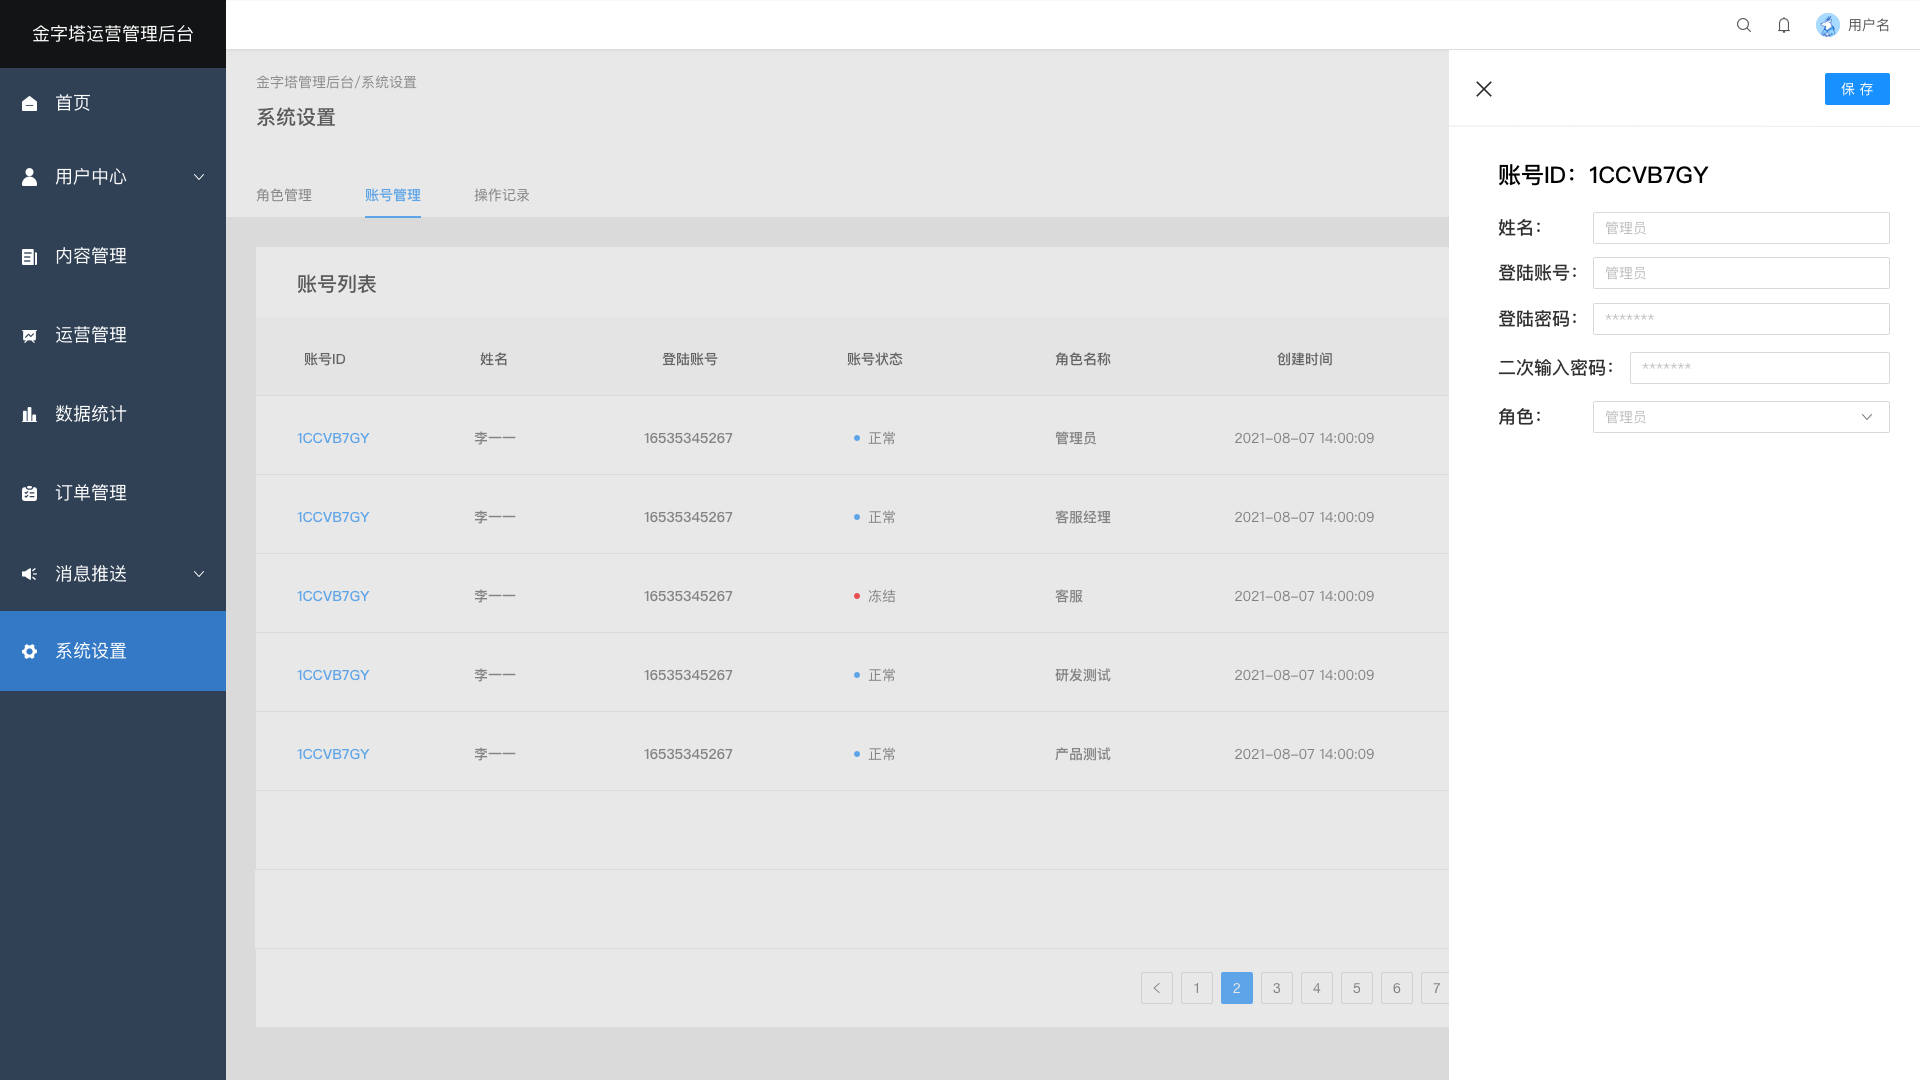 金字塔运营管理后台
用户名
首页
用户中心
内容管理
运营管理
数据统计
订单管理
消息推送
系统设置
金字塔管理后台/系统设置
系统设置
角色管理 账号管理 操作记录
账号列表
账号ID 姓名 登陆账号 账号状态 角色名称 创建时间
1CCVB7GY 李一一 16535345267 正常 管理员 2021-08-07 14:00:09
1CCVB7GY 李一一 16535345267 正常 客服经理 2021-08-07 14:00:09
1CCVB7GY 李一一 16535345267 冻结 客服 2021-08-07 14:00:09
1CCVB7GY 李一一 16535345267 正常 研发测试 2021-08-07 14:00:09
1CCVB7GY 李一一 16535345267 正常 产品测试 2021-08-07 14:00:09
< 1 2 3 4 5 6 7
保 存
账号ID：1CCVB7GY
姓名： 管理员
登陆账号： 管理员
登陆密码： *******
二次输入密码： *******
角色： 管理员